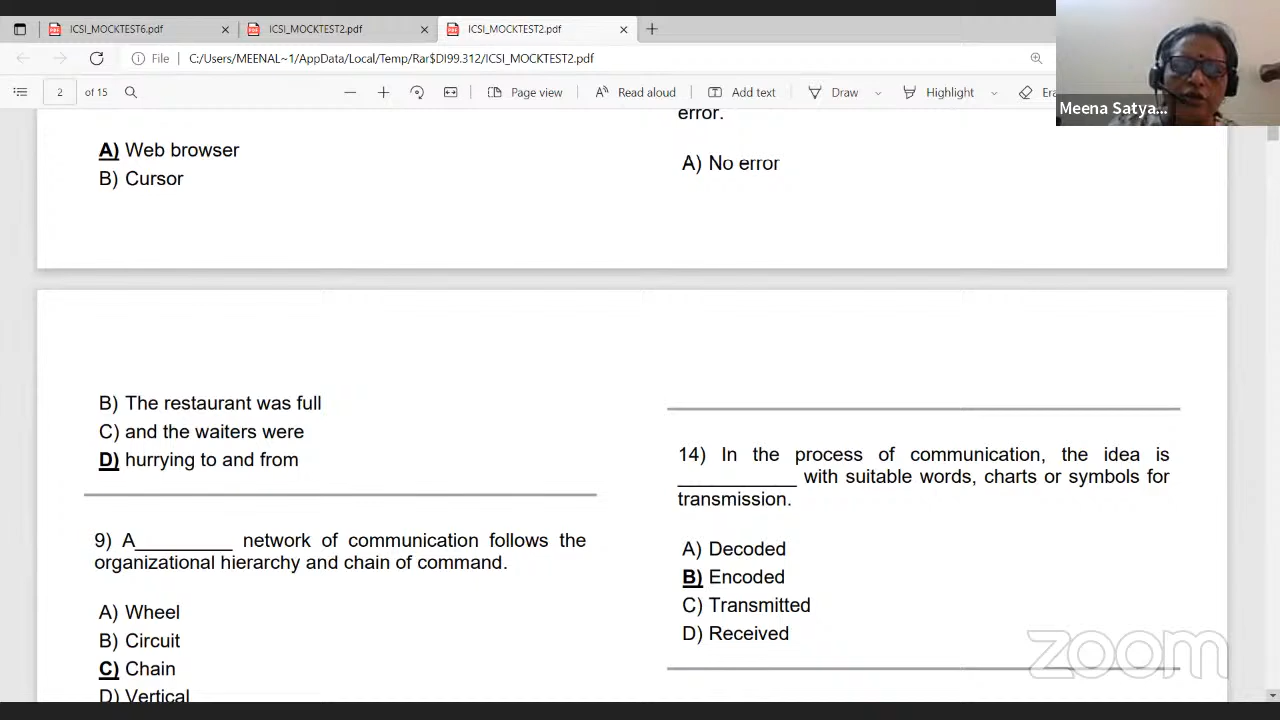 ICSI_MOCKTEST6.pdf
ICSI_MOCKTEST2.pdf
ICSI_MOCKTEST2.pdf
File
C:/Users/MEENAL~1/AppData/Local/Temp/Rar$DI99.312/ICSI_MOCKTEST2.pdf
2 of 15
Page view
Read aloud
Add text
Draw
Highlight
Era
Meena Satya...
A) Web browser
B) Cursor
error.
A) No error
B) The restaurant was full
C) and the waiters were
D) hurrying to and from
9) A_________ network of communication follows the
organizational hierarchy and chain of command.
A) Wheel
B) Circuit
C) Chain
D) Vertical
14) In the process of communication, the idea is
___________ with suitable words, charts or symbols for
transmission.
A) Decoded
B) Encoded
C) Transmitted
D) Received
zoom